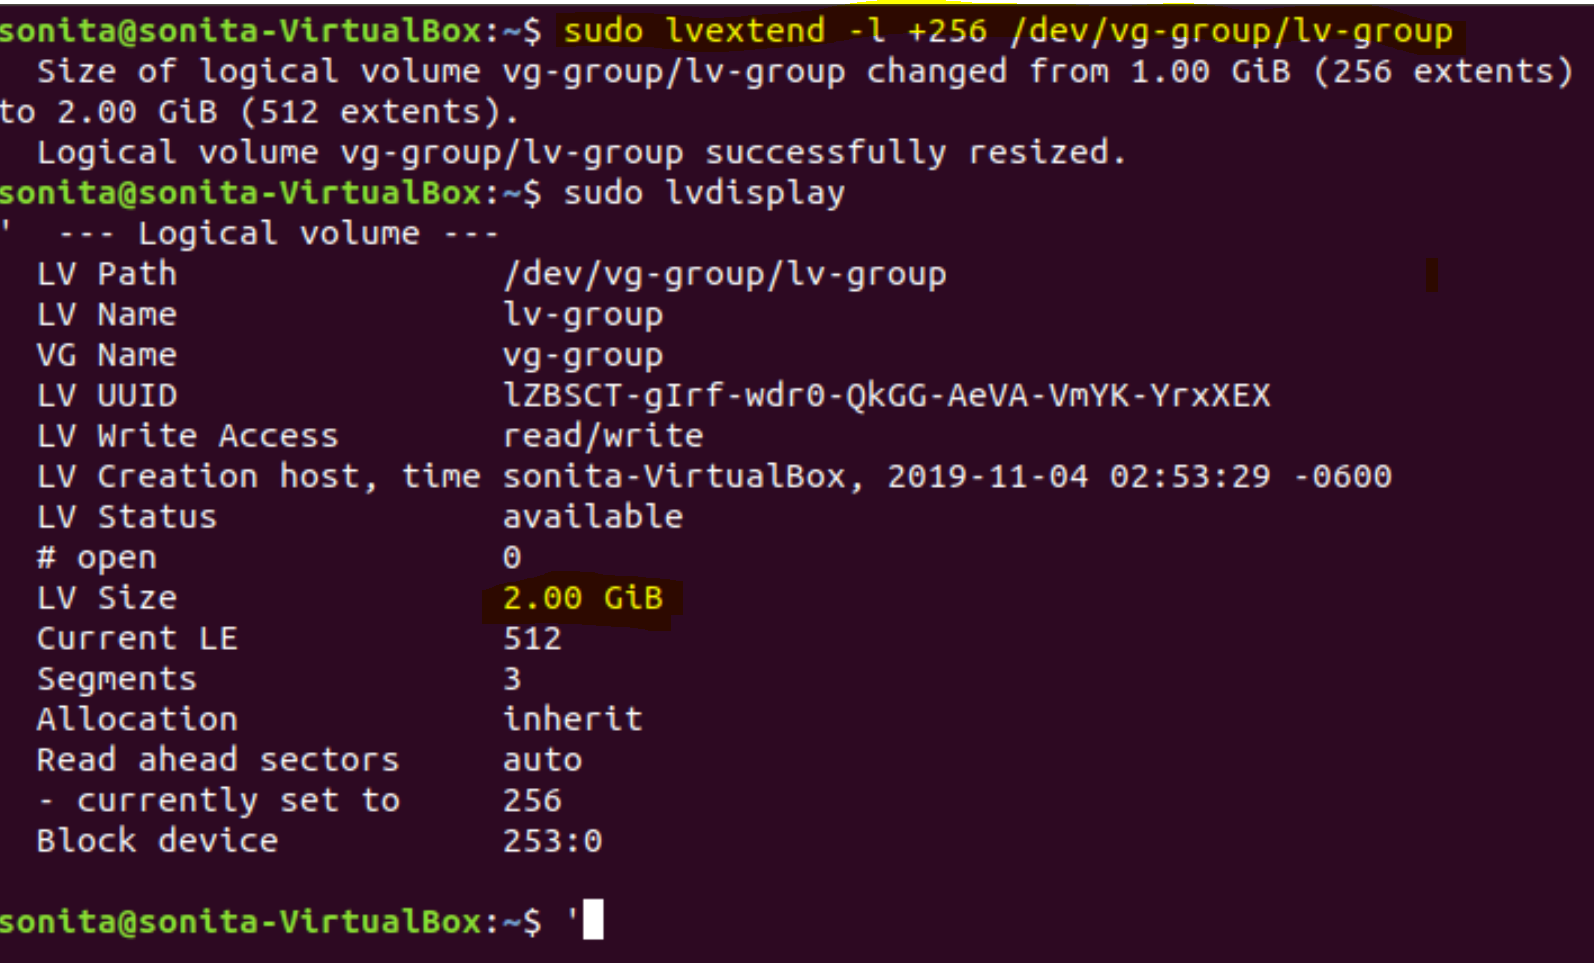 sonita@sonita-VirtualBox:~$ sudo lvextend -l +256 /dev/vg-group/lv-group
  Size of logical volume vg-group/lv-group changed from 1.00 GiB (256 extents)
to 2.00 GiB (512 extents).
  Logical volume vg-group/lv-group successfully resized.
sonita@sonita-VirtualBox:~$ sudo lvdisplay
'  --- Logical volume ---
  LV Path                /dev/vg-group/lv-group
  LV Name                lv-group
  VG Name                vg-group
  LV UUID                lZBSCT-gIrf-wdr0-QkGG-AeVA-VmYK-YrxXEX
  LV Write Access        read/write
  LV Creation host, time sonita-VirtualBox, 2019-11-04 02:53:29 -0600
  LV Status              available
  # open                 0
  LV Size                2.00 GiB
  Current LE             512
  Segments               3
  Allocation             inherit
  Read ahead sectors     auto
  - currently set to     256
  Block device           253:0
sonita@sonita-VirtualBox:~$ '